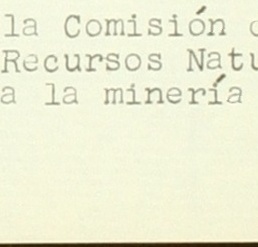 la Comisión
Recursos Natu
a la minería